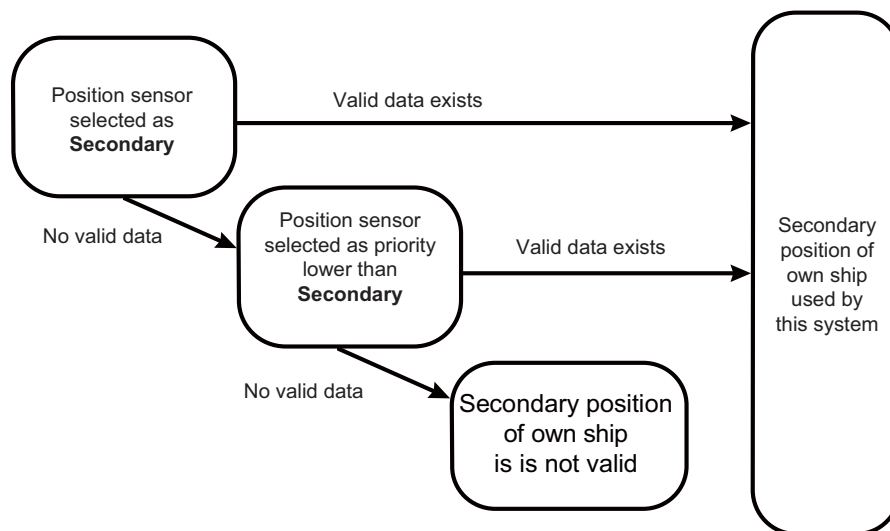 Position sensor
selected as
Secondary
Valid data exists
No valid data
Position sensor
selected as priority
lower than
Secondary
Valid data exists
No valid data
Secondary position
of own ship
is is not valid
Secondary
position of
own ship
used by
this system